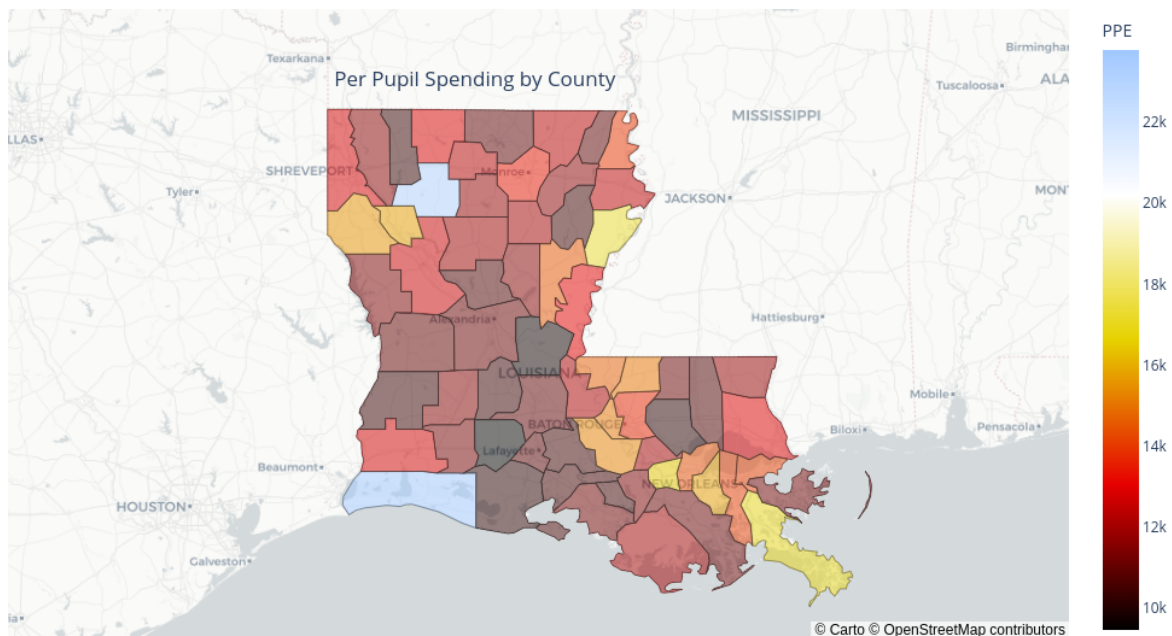 PPE
Texarkana
Birmingham
Per Pupil Spending by County
ALA
Tuscaloosa
MISSISSIPPI
22k
LLAS
SHREVEPORT
Monroe
Tyler
JACKSON
MONT
20k
18k
Alexandria
Hattiesburg
16k
LOUISIANA
Mobile
BATON ROUGE
Biloxi
Pensacola
14k
Lafayette
Beaumont
NEW ORLEANS
HOUSTON
12k
Galveston
10k
ia
© Carto © OpenStreetMap contributors